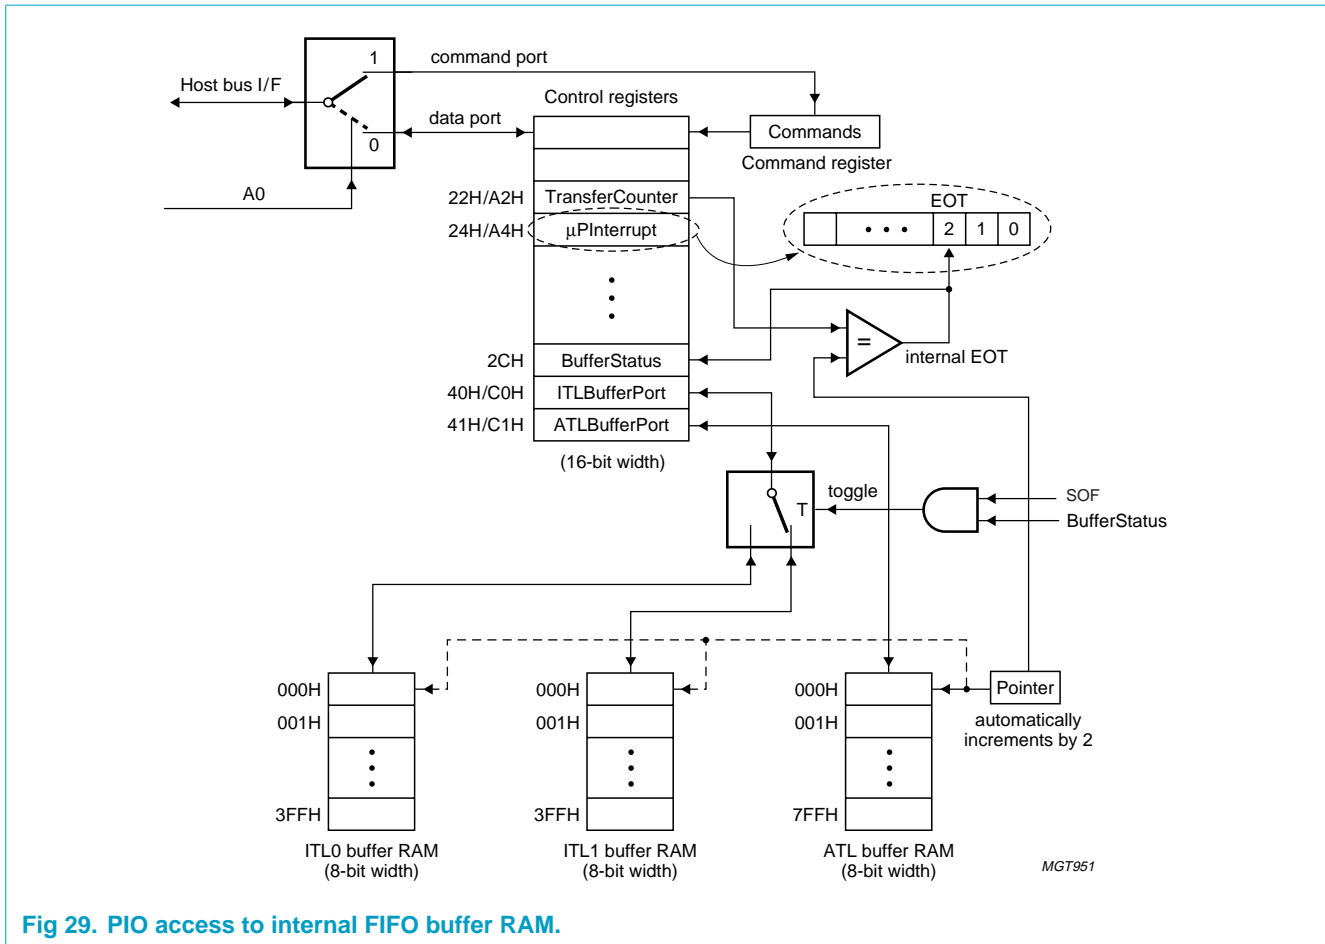 1
command port
Host bus I/F
Control registers
data port
0
Commands
Command register
A0
22H/A2H TransferCounter
EOT
24H/A4H µPInterrupt
• • • 2 1 0
=
internal EOT
2CH BufferStatus
40H/C0H ITLBufferPort
41H/C1H ATLBufferPort
(16-bit width)
toggle
T
SOF
BufferStatus
000H 000H 000H Pointer
001H 001H 001H automatically
increments by 2
3FFH 3FFH 7FFH
ITL0 buffer RAM ITL1 buffer RAM ATL buffer RAM
(8-bit width) (8-bit width) (8-bit width)
MGT951
Fig 29. PIO access to internal FIFO buffer RAM.